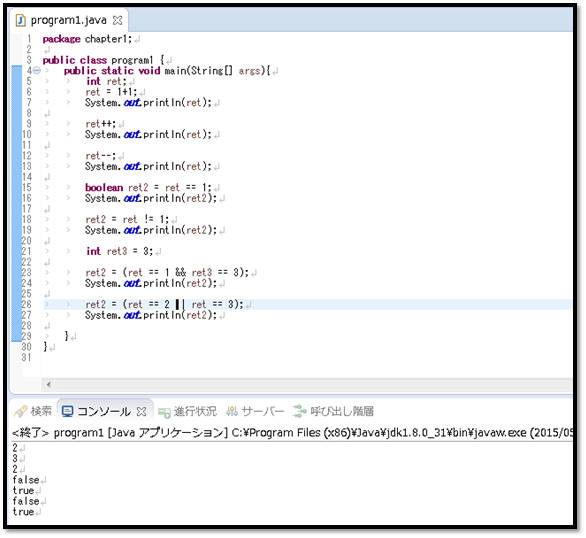 program1.java
1 package chapter1;
2
3 public class program1 {
4 public static void main(String[] args){
5 int ret;
6 ret = 1+1;
7 System.out.println(ret);
8
9 ret++;
10 System.out.println(ret);
11
12 ret--;
13 System.out.println(ret);
14
15 boolean ret2 = ret == 1;
16 System.out.println(ret2);
17
18 ret2 = ret != 1;
19 System.out.println(ret2);
20
21 int ret3 = 3;
22
23 ret2 = (ret == 1 && ret3 == 3);
24 System.out.println(ret2);
25
26 ret2 = (ret == 2 || ret == 3);
27 System.out.println(ret2);
28
29 }
30 }
31
検索 コンソール 進行状況 サーバー 呼び出し階層
<終了> program1 [Java アプリケーション] C:¥Program Files (x86)¥Java¥jdk1.8.0_31¥bin¥javaw.exe (2015/05
2
3
2
false
true
false
true